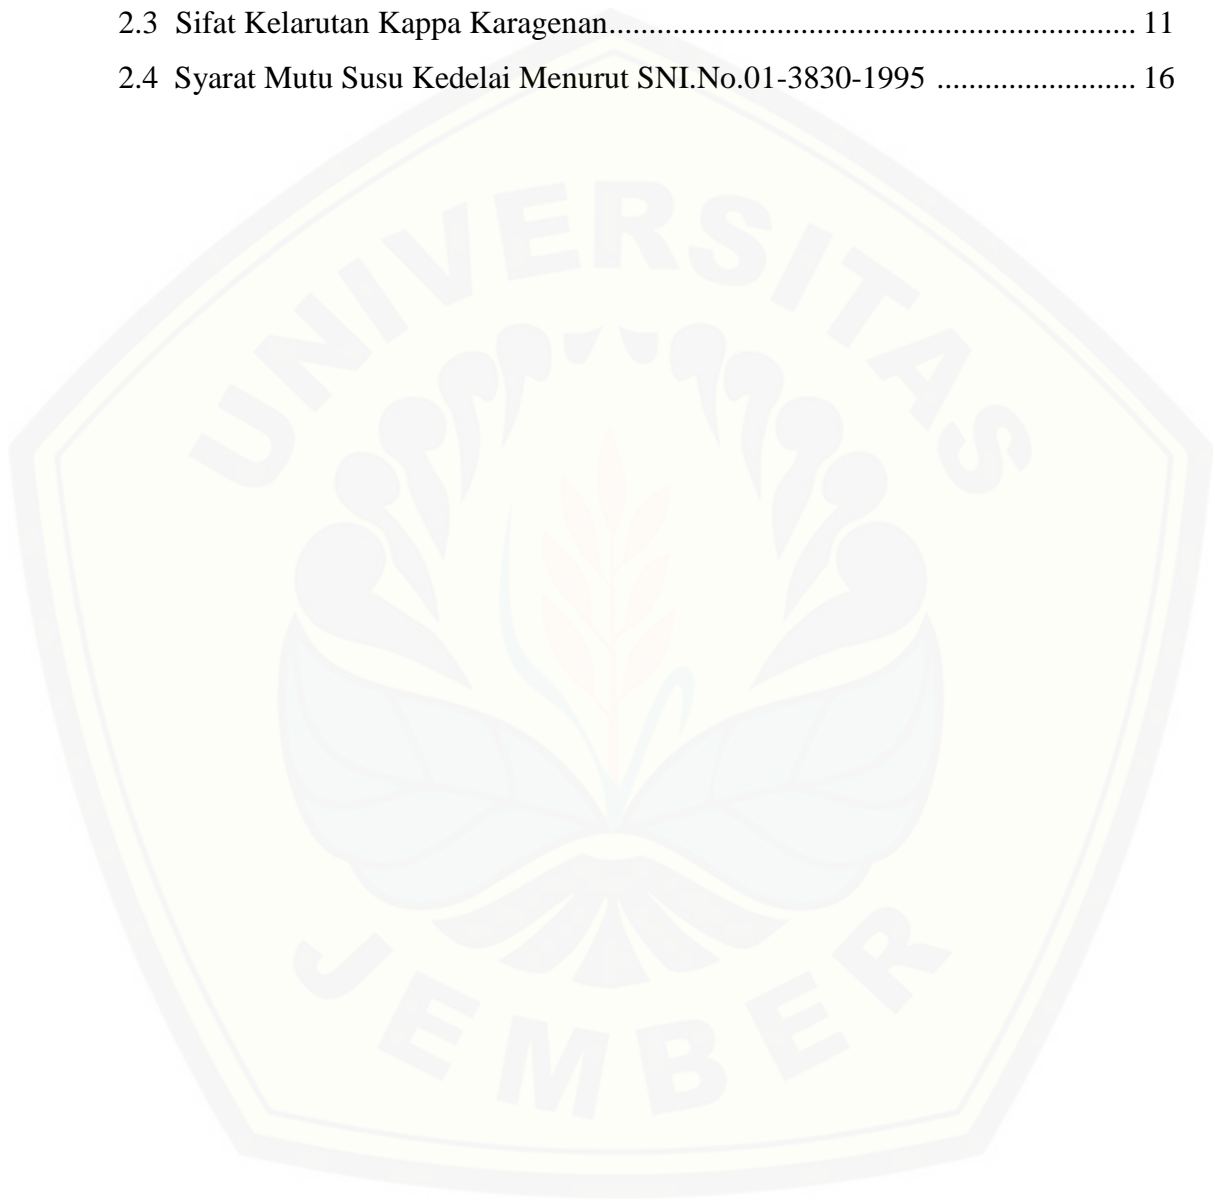 2.3 Sifat Kelarutan Kappa Karagenan.................................................................... 11
2.4 Syarat Mutu Susu Kedelai Menurut SNI.No.01-3830-1995 ......................... 16
UNIVERSITAS
JEMBER